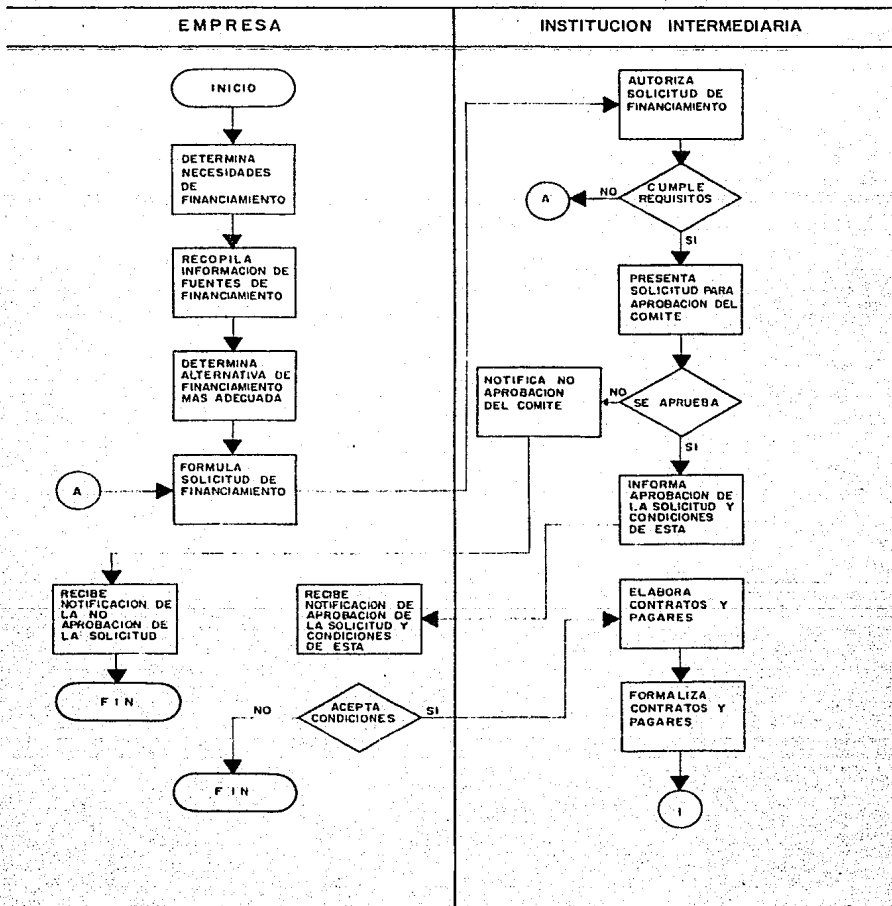 EMPRESA
INSTITUCION INTERMEDIARIA
INICIO
DETERMINA
NECESIDADES
DE
FINANCIAMIENTO
RECOPILA
INFORMACION DE
FUENTES DE
FINANCIAMIENTO
DETERMINA
ALTERNATIVA DE
FINANCIAMIENTO
MAS ADECUADA
A
FORMULA
SOLICITUD DE
FINANCIAMIENTO
RECIBE
NOTIFICACION DE
LA NO
APROBACION DE
LA SOLICITUD
FIN
RECIBE
NOTIFICACION DE
APROBACION DE
LA SOLICITUD Y
CONDICIONES
DE ESTA
NO
ACEPTA
CONDICIONES
SI
FIN
AUTORIZA
SOLICITUD DE
FINANCIAMIENTO
A
NO
CUMPLE
REQUISITOS
SI
PRESENTA
SOLICITUD PARA
APROBACION DEL
COMITE
NOTIFICA NO
APROBACION
DEL COMITE
NO
SE APRUEBA
SI
INFORMA
APROBACION DE
LA SOLICITUD Y
CONDICIONES
DE ESTA
ELABORA
CONTRATOS Y
PAGARES
FORMALIZA
CONTRATOS Y
PAGARES
I